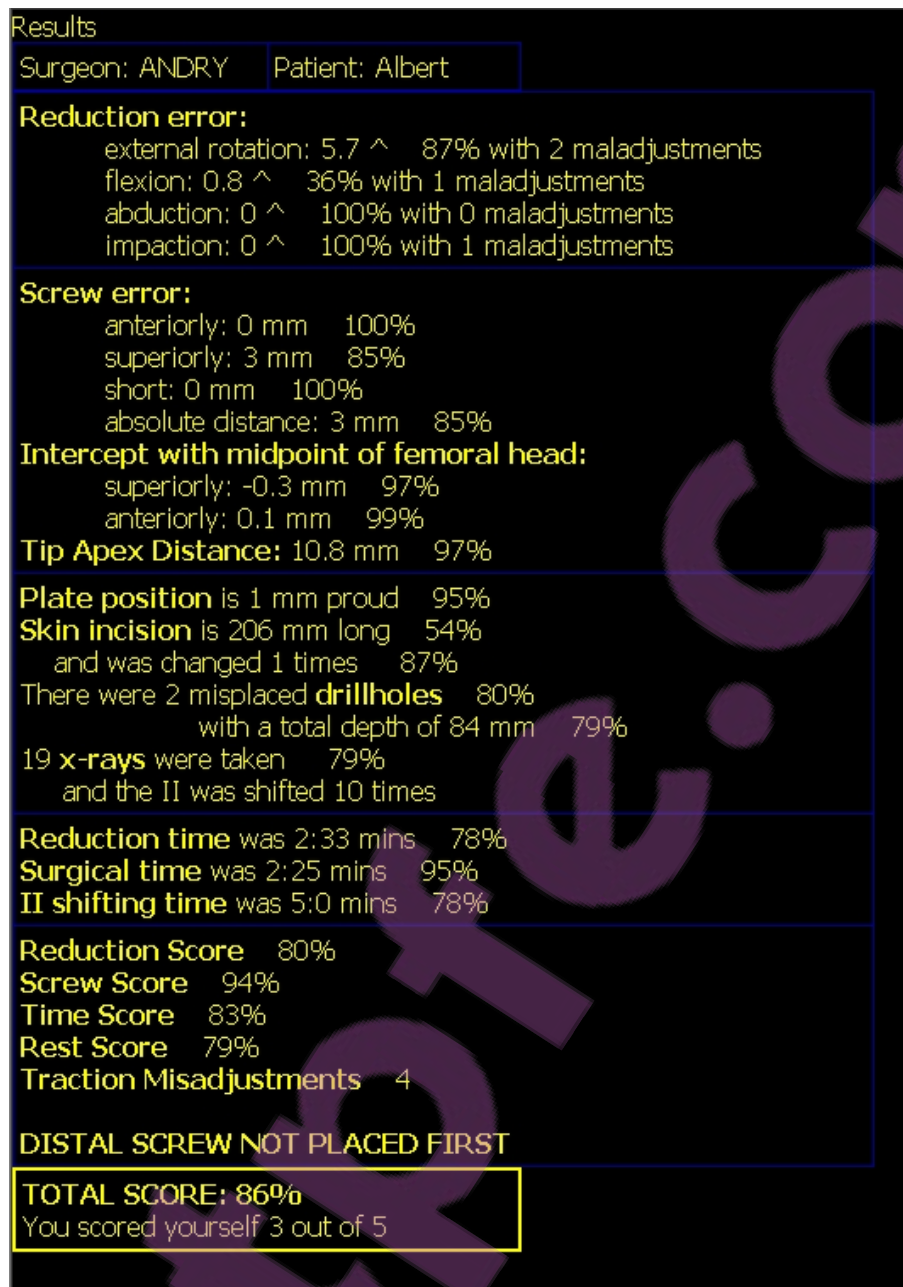 Results
Surgeon: ANDRY Patient: Albert
Reduction error:
external rotation: 5.7 ^ 87% with 2 maladjustments
flexion: 0.8 ^ 36% with 1 maladjustments
abduction: 0 ^ 100% with 0 maladjustments
impaction: 0 ^ 100% with 1 maladjustments
Screw error:
anteriorly: 0 mm 100%
superiorly: 3 mm 85%
short: 0 mm 100%
absolute distance: 3 mm 85%
Intercept with midpoint of femoral head:
superiorly: -0.3 mm 97%
anteriorly: 0.1 mm 99%
Tip Apex Distance: 10.8 mm 97%
Plate position is 1 mm proud 95%
Skin incision is 206 mm long 54%
and was changed 1 times 87%
There were 2 misplaced drillholes 80%
with a total depth of 84 mm 79%
19 x-rays were taken 79%
and the II was shifted 10 times
Reduction time was 2:33 mins 78%
Surgical time was 2:25 mins 95%
II shifting time was 5:0 mins 78%
Reduction Score 80%
Screw Score 94%
Time Score 83%
Rest Score 79%
Traction Misadjustments 4
DISTAL SCREW NOT PLACED FIRST
TOTAL SCORE: 86%
You scored yourself 3 out of 5